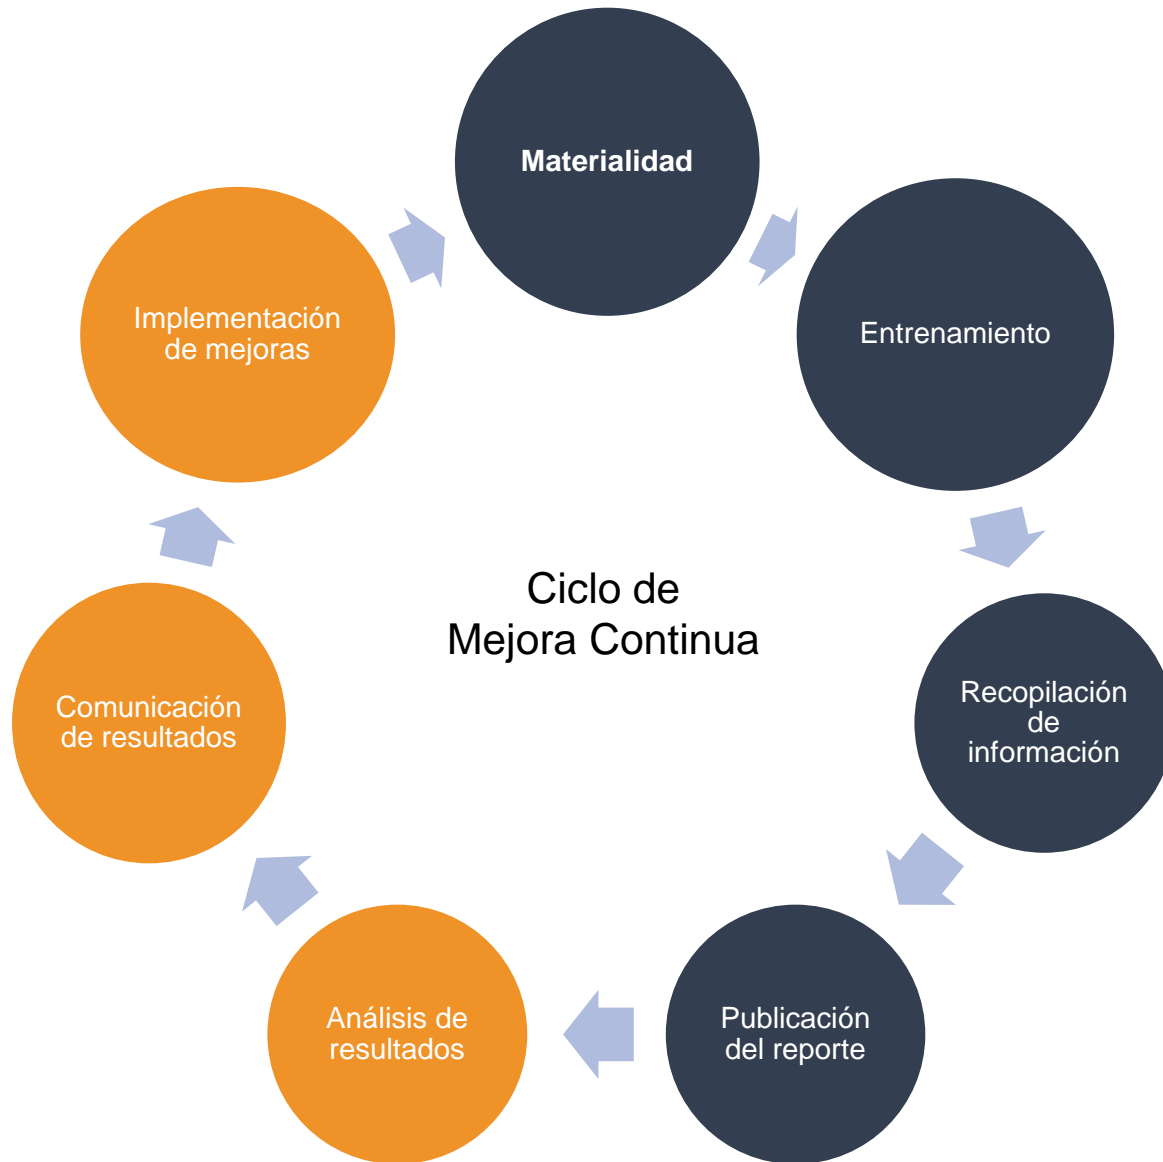 Materialidad
Entrenamiento
Recopilación
de
información
Publicación
del reporte
Análisis de
resultados
Comunicación
de resultados
Implementación
de mejoras
Ciclo de
Mejora Continua